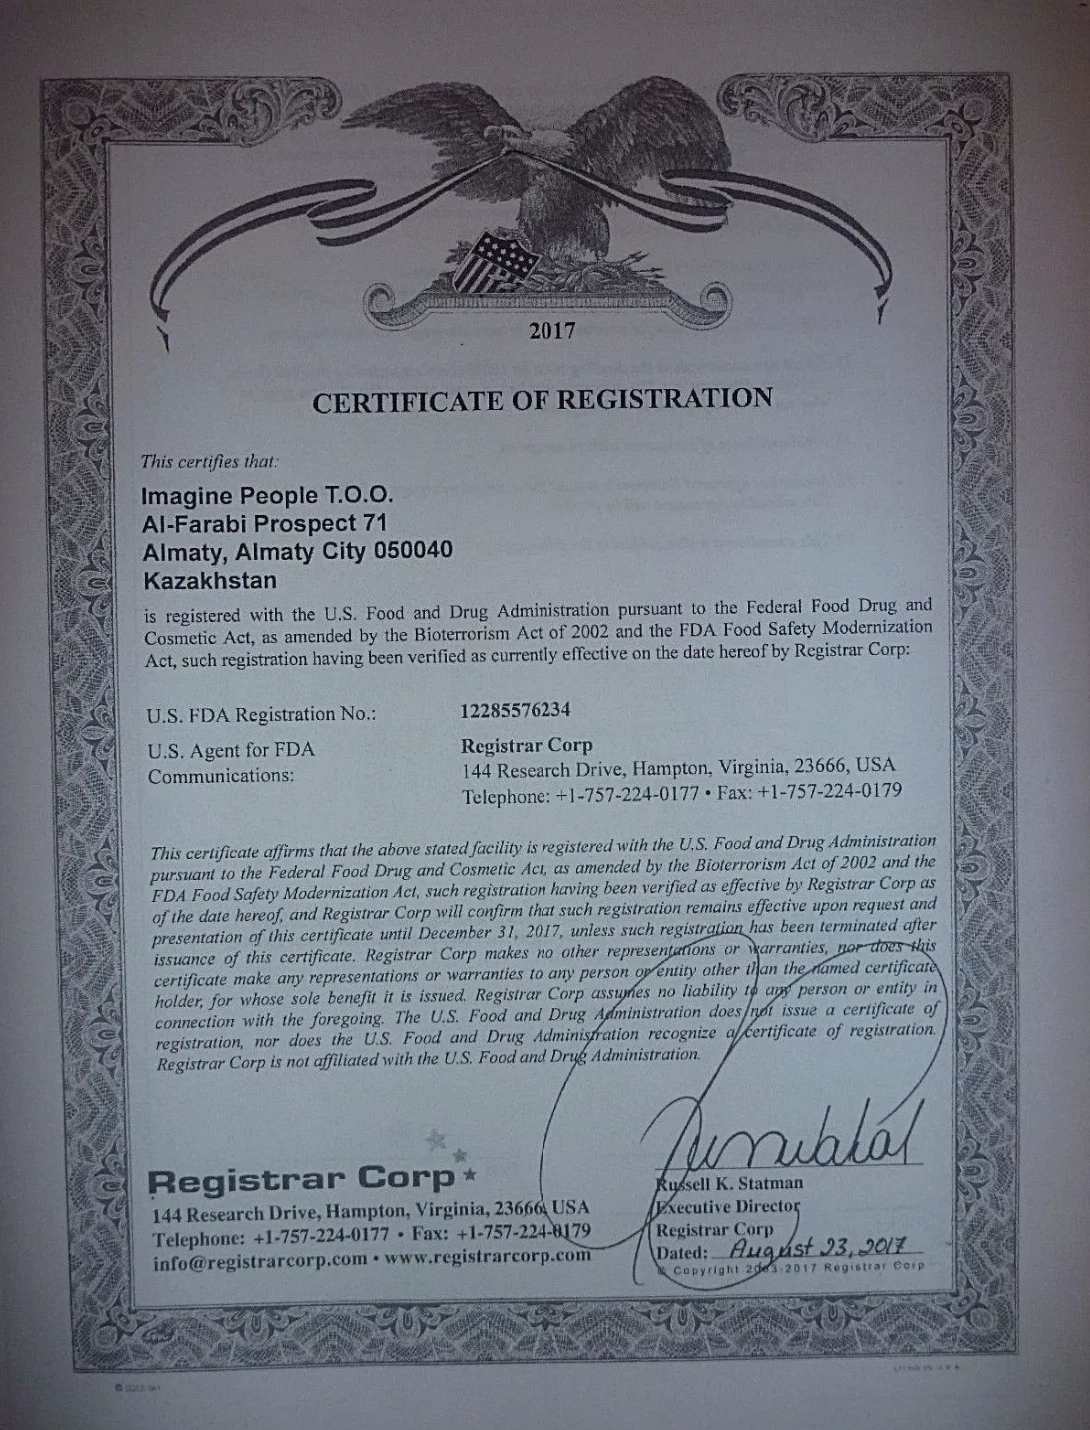 2017
CERTIFICATE OF REGISTRATION
This certifies that:
Imagine People T.O.O.
Al-Farabi Prospect 71
Almaty, Almaty City 050040
Kazakhstan
is registered with the U.S. Food and Drug Administration pursuant to the Federal Food Drug and
Cosmetic Act, as amended by the Bioterrorism Act of 2002 and the FDA Food Safety Modernization
Act, such registration having been verified as currently effective on the date hereof by Registrar Corp:
U.S. FDA Registration No.: 12285576234
U.S. Agent for FDA Registrar Corp
Communications: 144 Research Drive, Hampton, Virginia, 23666, USA
Telephone: +1-757-224-0177 • Fax: +1-757-224-0179
This certificate affirms that the above stated facility is registered with the U.S. Food and Drug Administration
pursuant to the Federal Food Drug and Cosmetic Act, as amended by the Bioterrorism Act of 2002 and the
FDA Food Safety Modernization Act, such registration having been verified as effective by Registrar Corp as
of the date hereof, and Registrar Corp will confirm that such registration remains effective upon request and
presentation of this certificate until December 31, 2017, unless such registration has been terminated after
issuance of this certificate. Registrar Corp makes no other representations or warranties, nor does this
certificate make any representations or warranties to any person or entity other than the named certificate
holder, for whose sole benefit it is issued. Registrar Corp assumes no liability to any person or entity in
connection with the foregoing. The U.S. Food and Drug Administration does not issue a certificate of
registration, nor does the U.S. Food and Drug Administration recognize a certificate of registration.
Registrar Corp is not affiliated with the U.S. Food and Drug Administration.
Registrar Corp
144 Research Drive, Hampton, Virginia, 23666, USA
Telephone: +1-757-224-0177 • Fax: +1-757-224-0179
info@registrarcorp.com • www.registrarcorp.com
Russell K. Statman
Executive Director
Registrar Corp
Dated: August 23, 2017
© Copyright 2003-2017 Registrar Corp